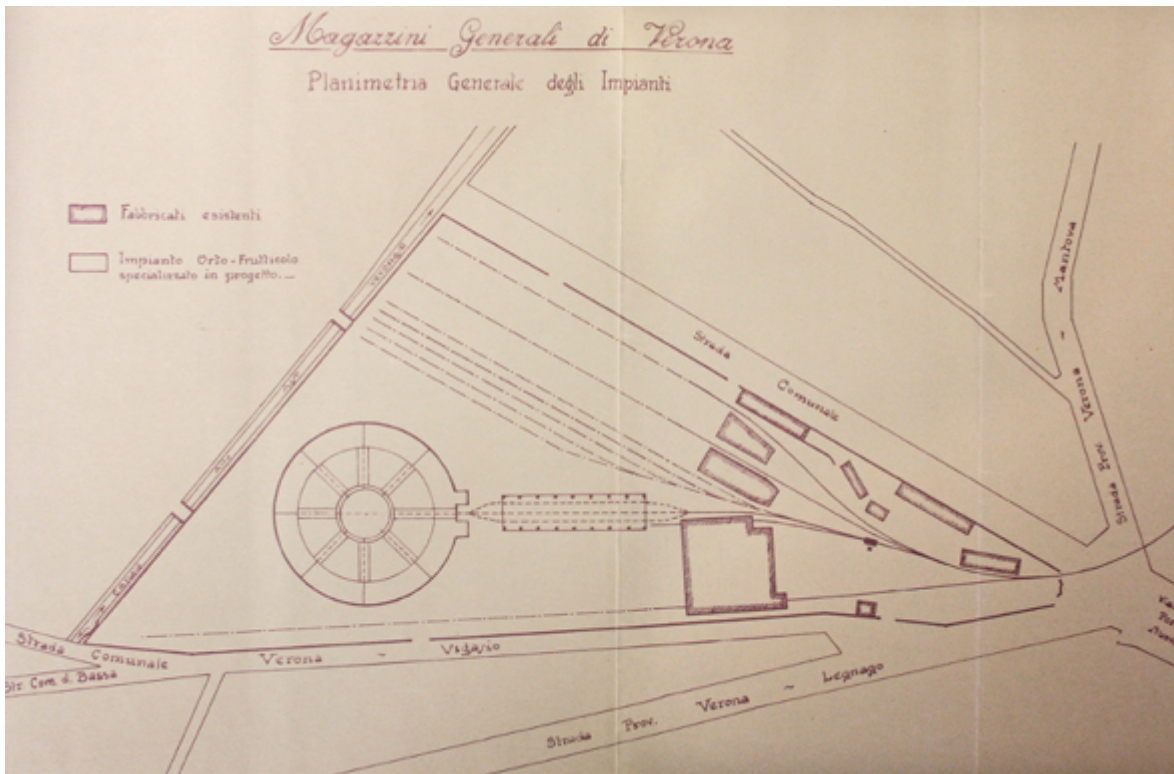 Magazzini Generali di Verona
Planimetria Generale degli Impianti
Fabbricati esistenti
Impianto Orto-Frutticolo
specializzato in progetto.
Strada Comunale
Strada Prov. Verona - Mantova
Strada Comunale Verona - Vigasio
Str. Com. d. Bassa
Strada Prov. Verona - Legnago